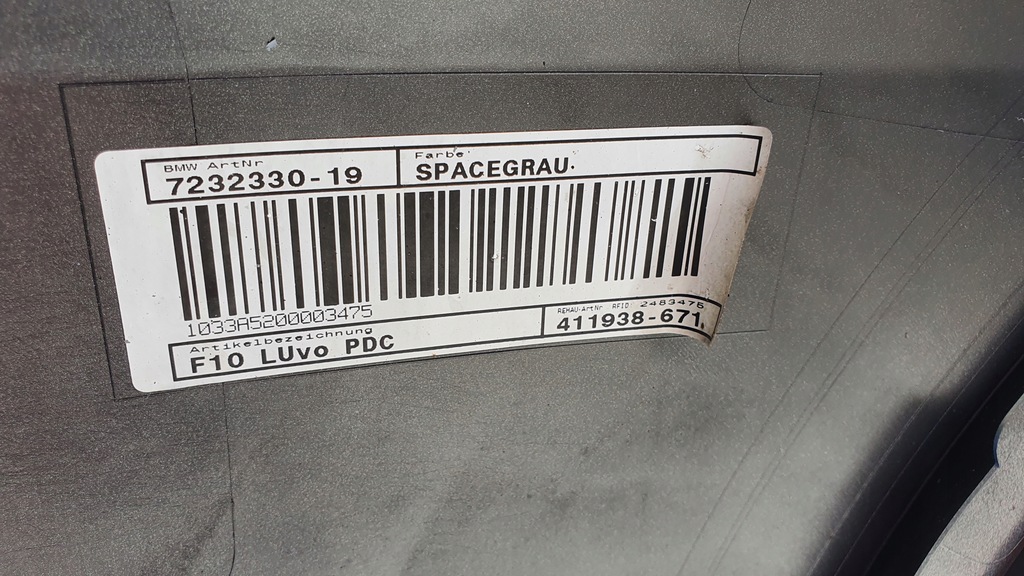 BMW ArtNr
7232330-19
Farbe:
SPACEGRAU.
1033A5200003475
Artikelbezeichnung
F10 LUvo PDC
REHAU-ArtNr RFID: 2483475
411938-671